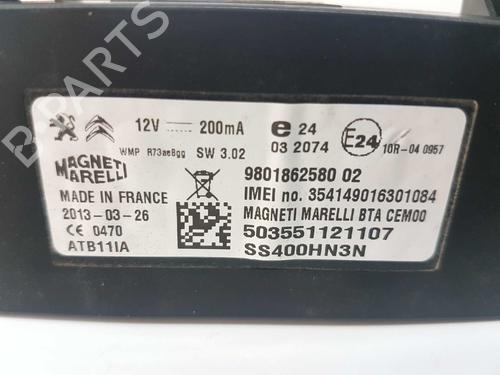 B-PARTS
12V 200mA
e 24
03 2074
E24 10R-04 0957
WMP R73ae8gg SW 3.02
MAGNETI
MARELLI
MADE IN FRANCE
2013-03-26
CE 0470
ATB11IA
9801862580 02
IMEI no. 354149016301084
MAGNETI MARELLI BTA CEM00
503551121107
SS400HN3N